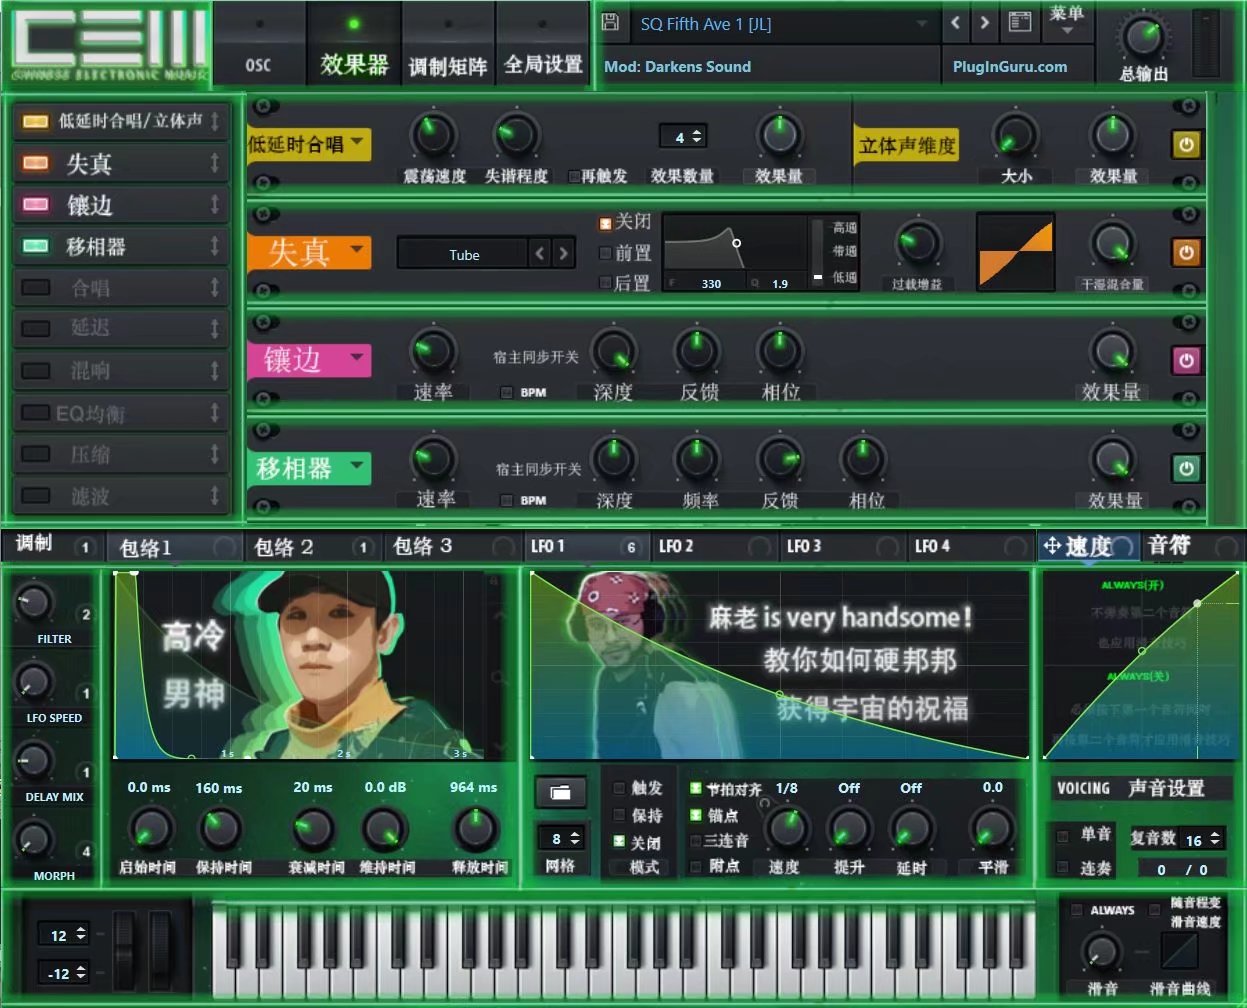 CEM
CHINESE ELECTRONIC MUSIC
OSC
效果器
调制矩阵
全局设置
SQ Fifth Ave 1 [JL]
菜单
Mod: Darkens Sound
PlugInGuru.com
总输出
低延时合唱/立体声
失真
镶边
移相器
合唱
延迟
混响
EQ均衡
压缩
滤波
低延时合唱
震荡速度
失谐程度
再触发
4
效果数量
效果量
立体声维度
大小
效果量
失真
Tube
关闭
前置
后置
F 330
Q 1.9
高通
带通
低通
过载增益
干湿混合量
镶边
速率
宿主同步开关
BPM
深度
反馈
相位
效果量
移相器
速率
宿主同步开关
BPM
深度
频率
反馈
相位
效果量
调制 1
包络1
包络 2 1
包络 3
LFO 1 6
LFO 2
LFO 3
LFO 4
速度
音符
2
FILTER
1
LFO SPEED
1
DELAY MIX
4
MORPH
高冷
男神
1 s
2 s
3 s
0.0 ms
160 ms
20 ms
0.0 dB
964 ms
启始时间
保持时间
衰减时间
维持时间
释放时间
麻老 is very handsome!
教你如何硬邦邦
获得宇宙的祝福
8
网格
触发
保持
关闭
模式
节拍对齐
锚点
三连音
附点
1/8
速度
Off
提升
Off
延时
0.0
平滑
ALWAYS(开)
不弹奏第二个音符
也应用滑音技巧
ALWAYS(关)
VOICING 声音设置
单音
复音数 16
连奏
0 / 0
12
-12
ALWAYS
随音程变
滑音速度
滑音
滑音曲线